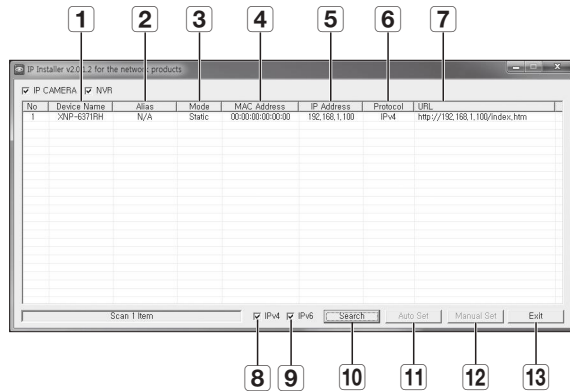 1 2 3 4 5 6 7
IP Installer v2.0.1.2 for the network products
IP CAMERA NVR
No Device Name Alias Mode MAC Address IP Address Protocol URL
1 XNP-6371RH N/A Static 00:00:00:00:00:00 192,168,1,100 IPv4 http://192,168,1,100/index,htm
Scan 1 Item IPv4 IPv6 Search Auto Set Manual Set Exit
8 9 10 11 12 13